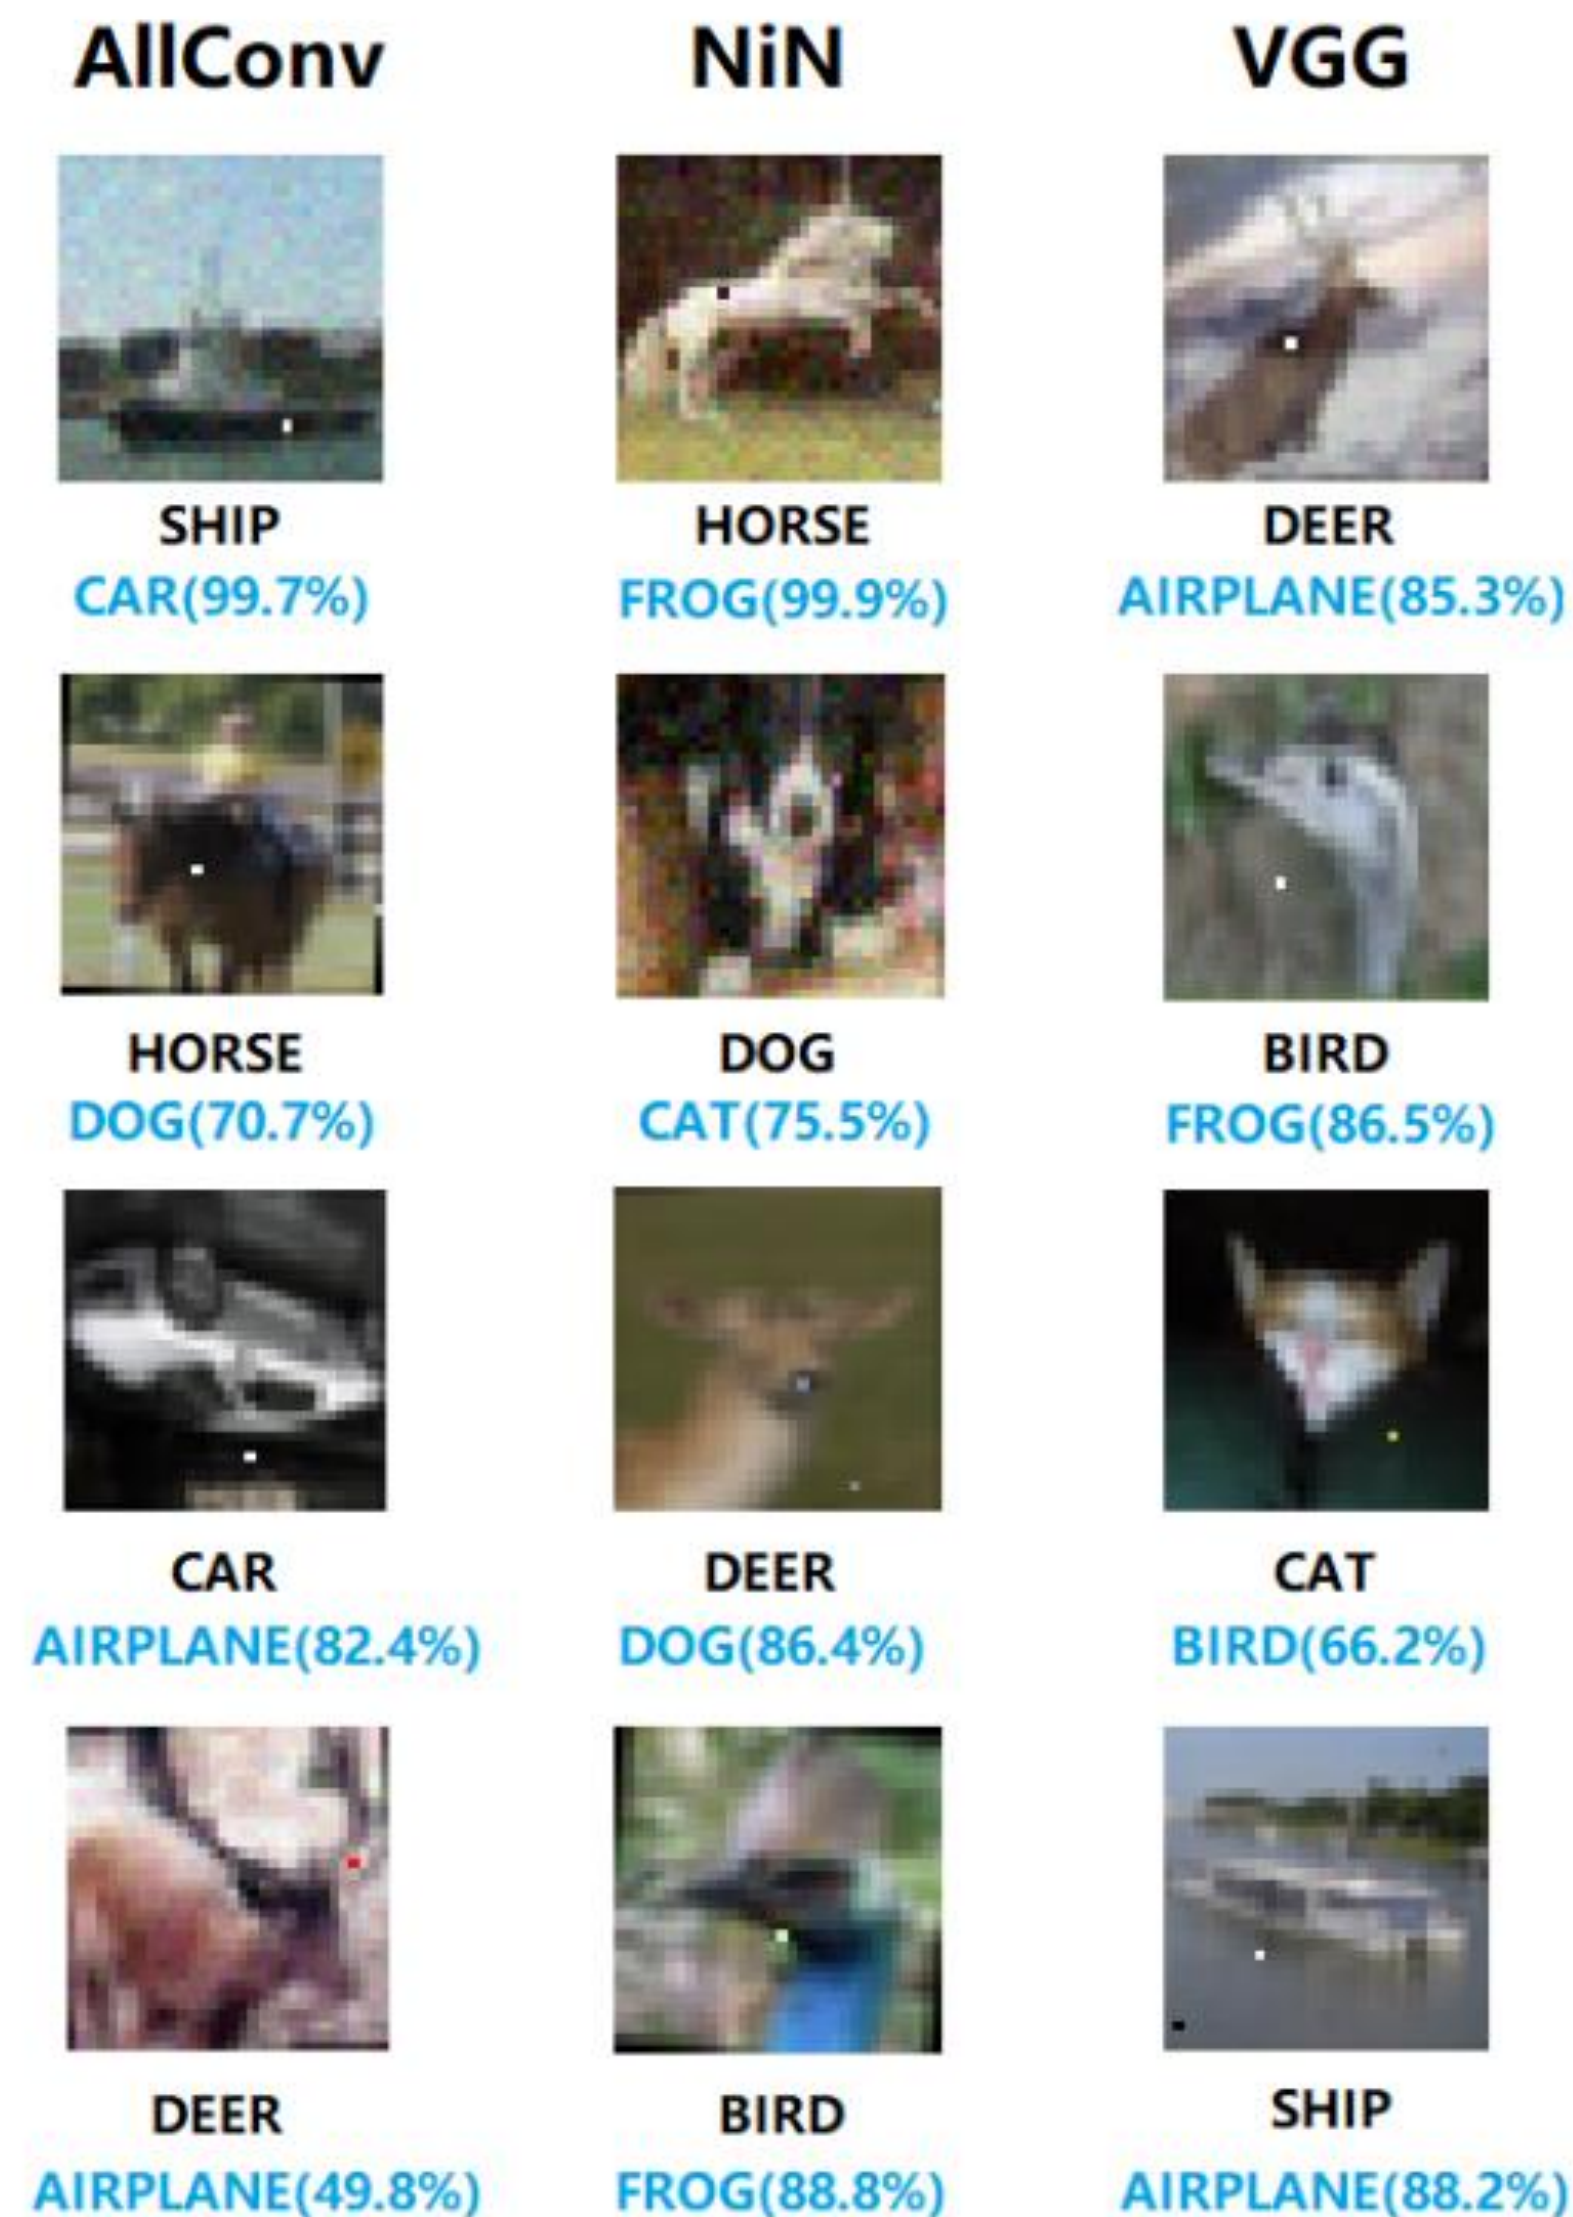 AllConv NiN VGG
SHIP HORSE DEER
CAR(99.7%) FROG(99.9%) AIRPLANE(85.3%)
HORSE DOG BIRD
DOG(70.7%) CAT(75.5%) FROG(86.5%)
CAR DEER CAT
AIRPLANE(82.4%) DOG(86.4%) BIRD(66.2%)
DEER BIRD SHIP
AIRPLANE(49.8%) FROG(88.8%) AIRPLANE(88.2%)